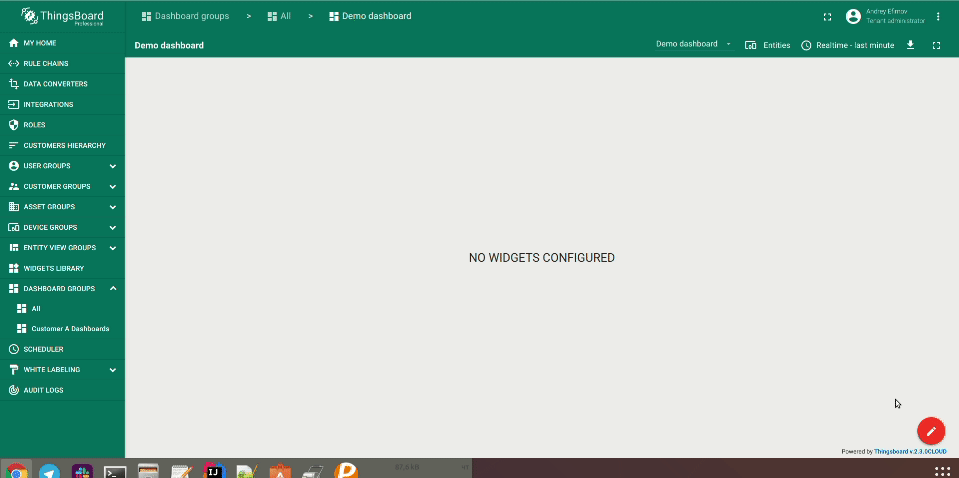 ThingsBoard
Professional
Dashboard groups > All > Demo dashboard
Andrey Efimov
Tenant administrator
Demo dashboard
Demo dashboard
Entities
Realtime - last minute
MY HOME
RULE CHAINS
DATA CONVERTERS
INTEGRATIONS
ROLES
CUSTOMERS HIERARCHY
USER GROUPS
CUSTOMER GROUPS
ASSET GROUPS
DEVICE GROUPS
ENTITY VIEW GROUPS
WIDGETS LIBRARY
DASHBOARD GROUPS
All
Customer A Dashboards
SCHEDULER
WHITE LABELING
AUDIT LOGS
NO WIDGETS CONFIGURED
Powered by Thingsboard v.2.3.0CLOUD
IJ